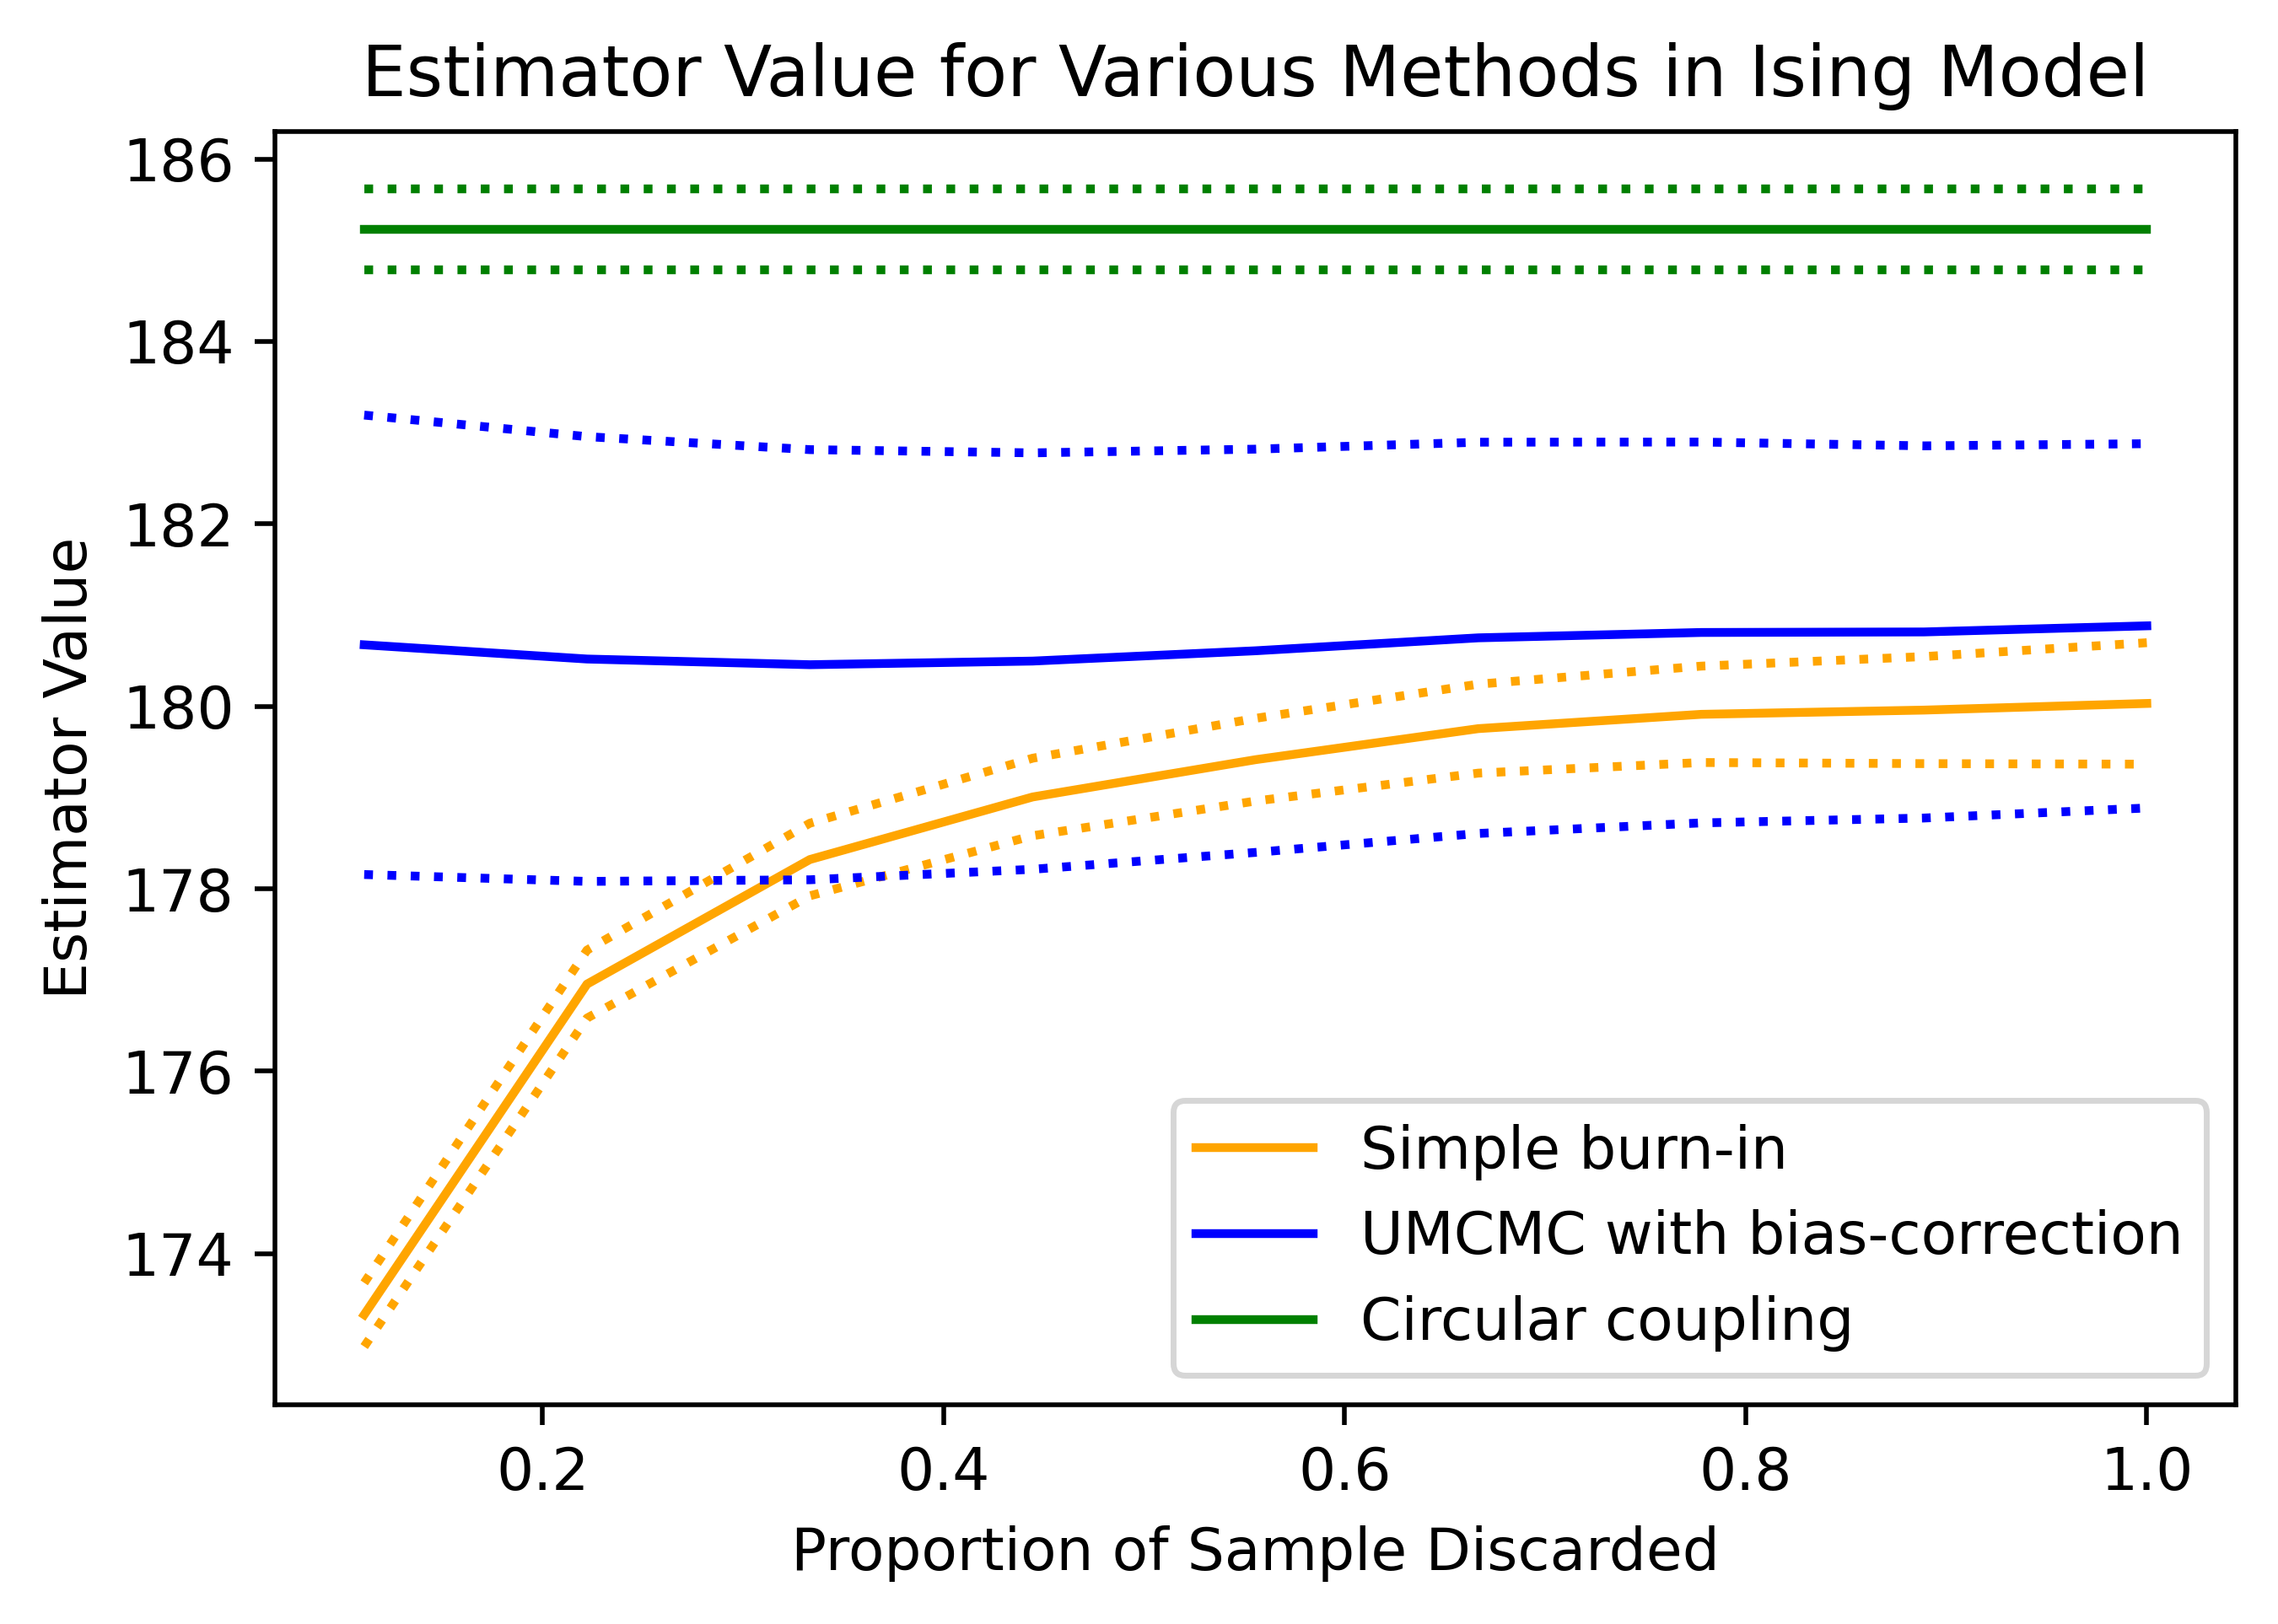 Estimator Value for Various Methods in Ising Model
186
184
182
180
178
176
174
Estimator Value
Simple burn-in
UMCMC with bias-correction
Circular coupling
0.2
0.4
0.6
0.8
1.0
Proportion of Sample Discarded